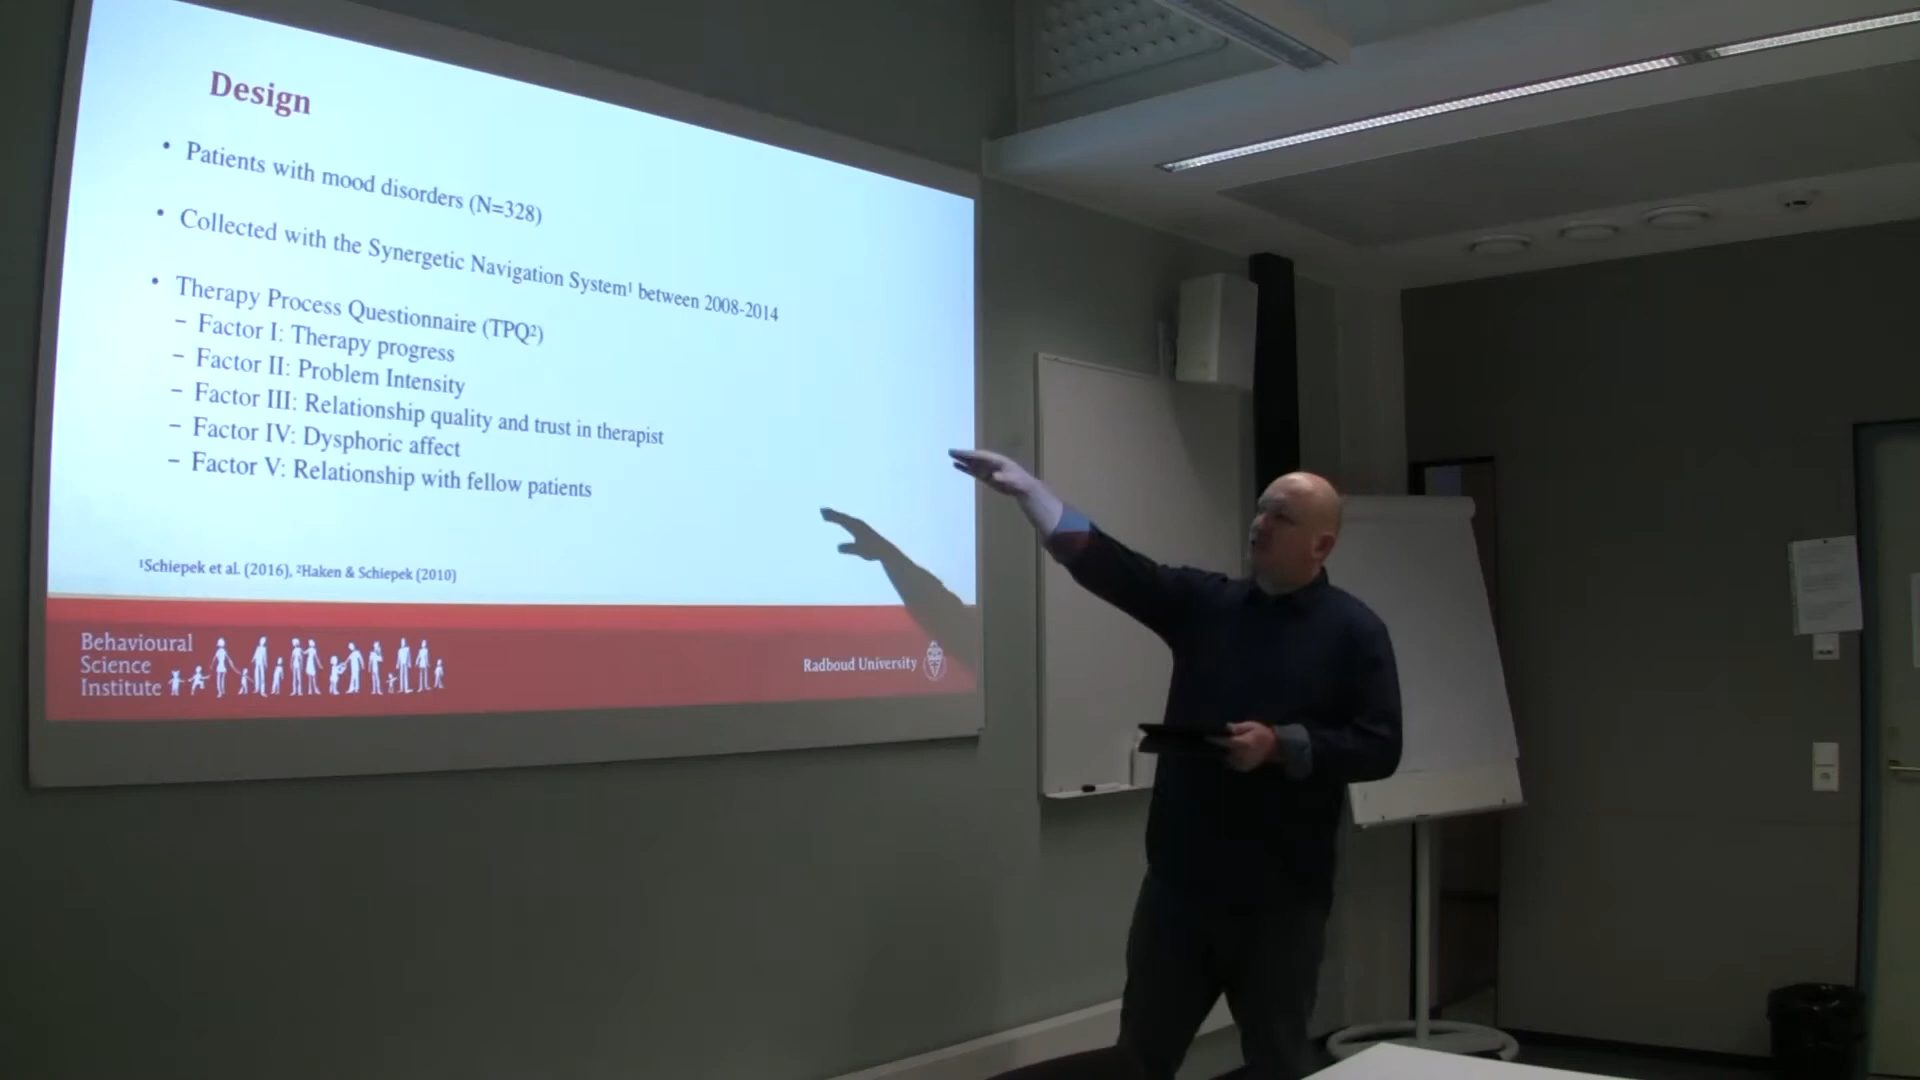 Design
• Patients with mood disorders (N=328)
• Collected with the Synergetic Navigation System¹ between 2008-2014
• Therapy Process Questionnaire (TPQ²)
– Factor I: Therapy progress
– Factor II: Problem Intensity
– Factor III: Relationship quality and trust in therapist
– Factor IV: Dysphoric affect
– Factor V: Relationship with fellow patients
¹Schiepek et al. (2016), ²Haken & Schiepek (2010)
Behavioural
Science
Institute
Radboud University